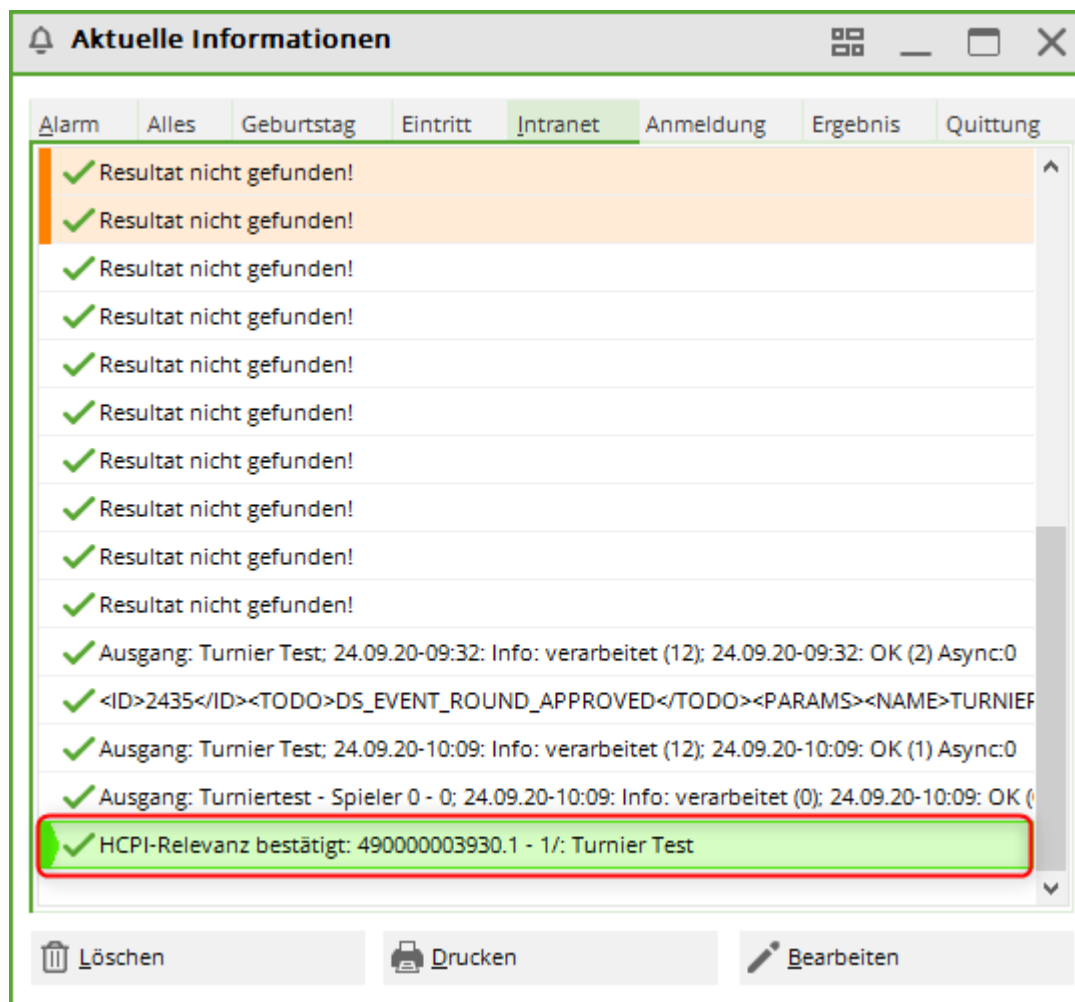 Aktuelle Informationen
Alarm Alles Geburtstag Eintritt Intranet Anmeldung Ergebnis Quittung
Resultat nicht gefunden!
Resultat nicht gefunden!
Resultat nicht gefunden!
Resultat nicht gefunden!
Resultat nicht gefunden!
Resultat nicht gefunden!
Resultat nicht gefunden!
Resultat nicht gefunden!
Resultat nicht gefunden!
Resultat nicht gefunden!
Ausgang: Turnier Test; 24.09.20-09:32: Info: verarbeitet (12); 24.09.20-09:32: OK (2) Async:0
<ID>2435</ID><TODO>DS_EVENT_ROUND_APPROVED</TODO><PARAMS><NAME>TURNIER
Ausgang: Turnier Test; 24.09.20-10:09: Info: verarbeitet (12); 24.09.20-10:09: OK (1) Async:0
Ausgang: Turniertest - Spieler 0 - 0; 24.09.20-10:09: Info: verarbeitet (0); 24.09.20-10:09: OK (
HCPI-Relevanz bestätigt: 490000003930.1 - 1/: Turnier Test
Löschen Drucken Bearbeiten